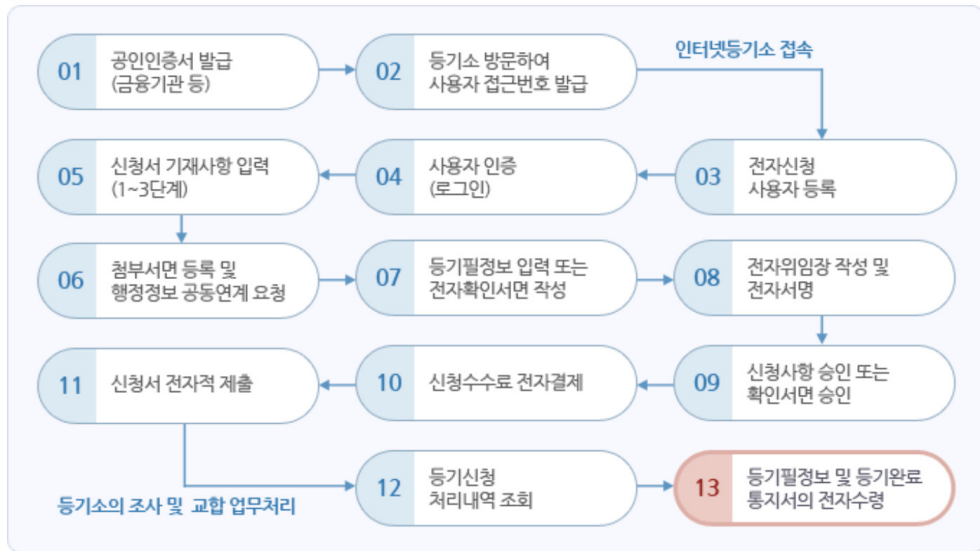 01
공인인증서 발급
(금융기관 등)
02
등기소 방문하여
사용자 접근번호 발급
인터넷등기소 접속
03
전자신청
사용자 등록
04
사용자 인증
(로그인)
05
신청서 기재사항 입력
(1~3단계)
06
첨부서면 등록 및
행정정보 공동연계 요청
07
등기필정보 입력 또는
전자확인서면 작성
08
전자위임장 작성 및
전자서명
09
신청사항 승인 또는
확인서면 승인
10
신청수수료 전자결제
11
신청서 전자적 제출
등기소의 조사 및 교합 업무처리
12
등기신청
처리내역 조회
13
등기필정보 및 등기완료
통지서의 전자수령